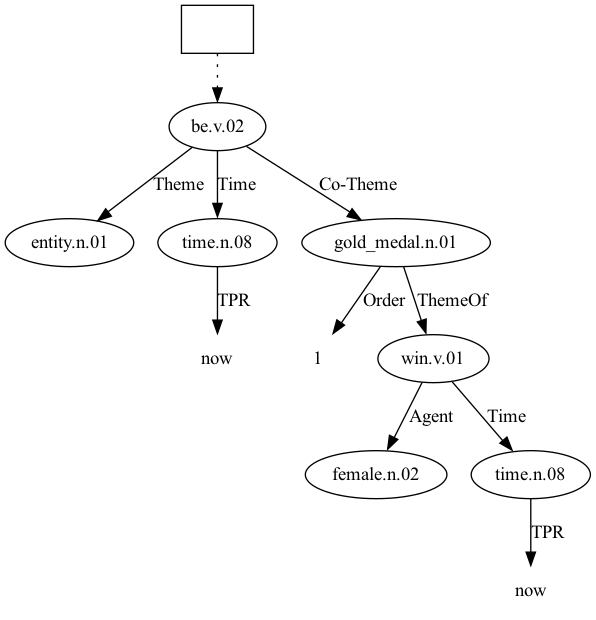 be.v.02
Theme
Time
Co-Theme
entity.n.01
time.n.08
gold_medal.n.01
TPR
Order
ThemeOf
now
1
win.v.01
Agent
Time
female.n.02
time.n.08
TPR
now